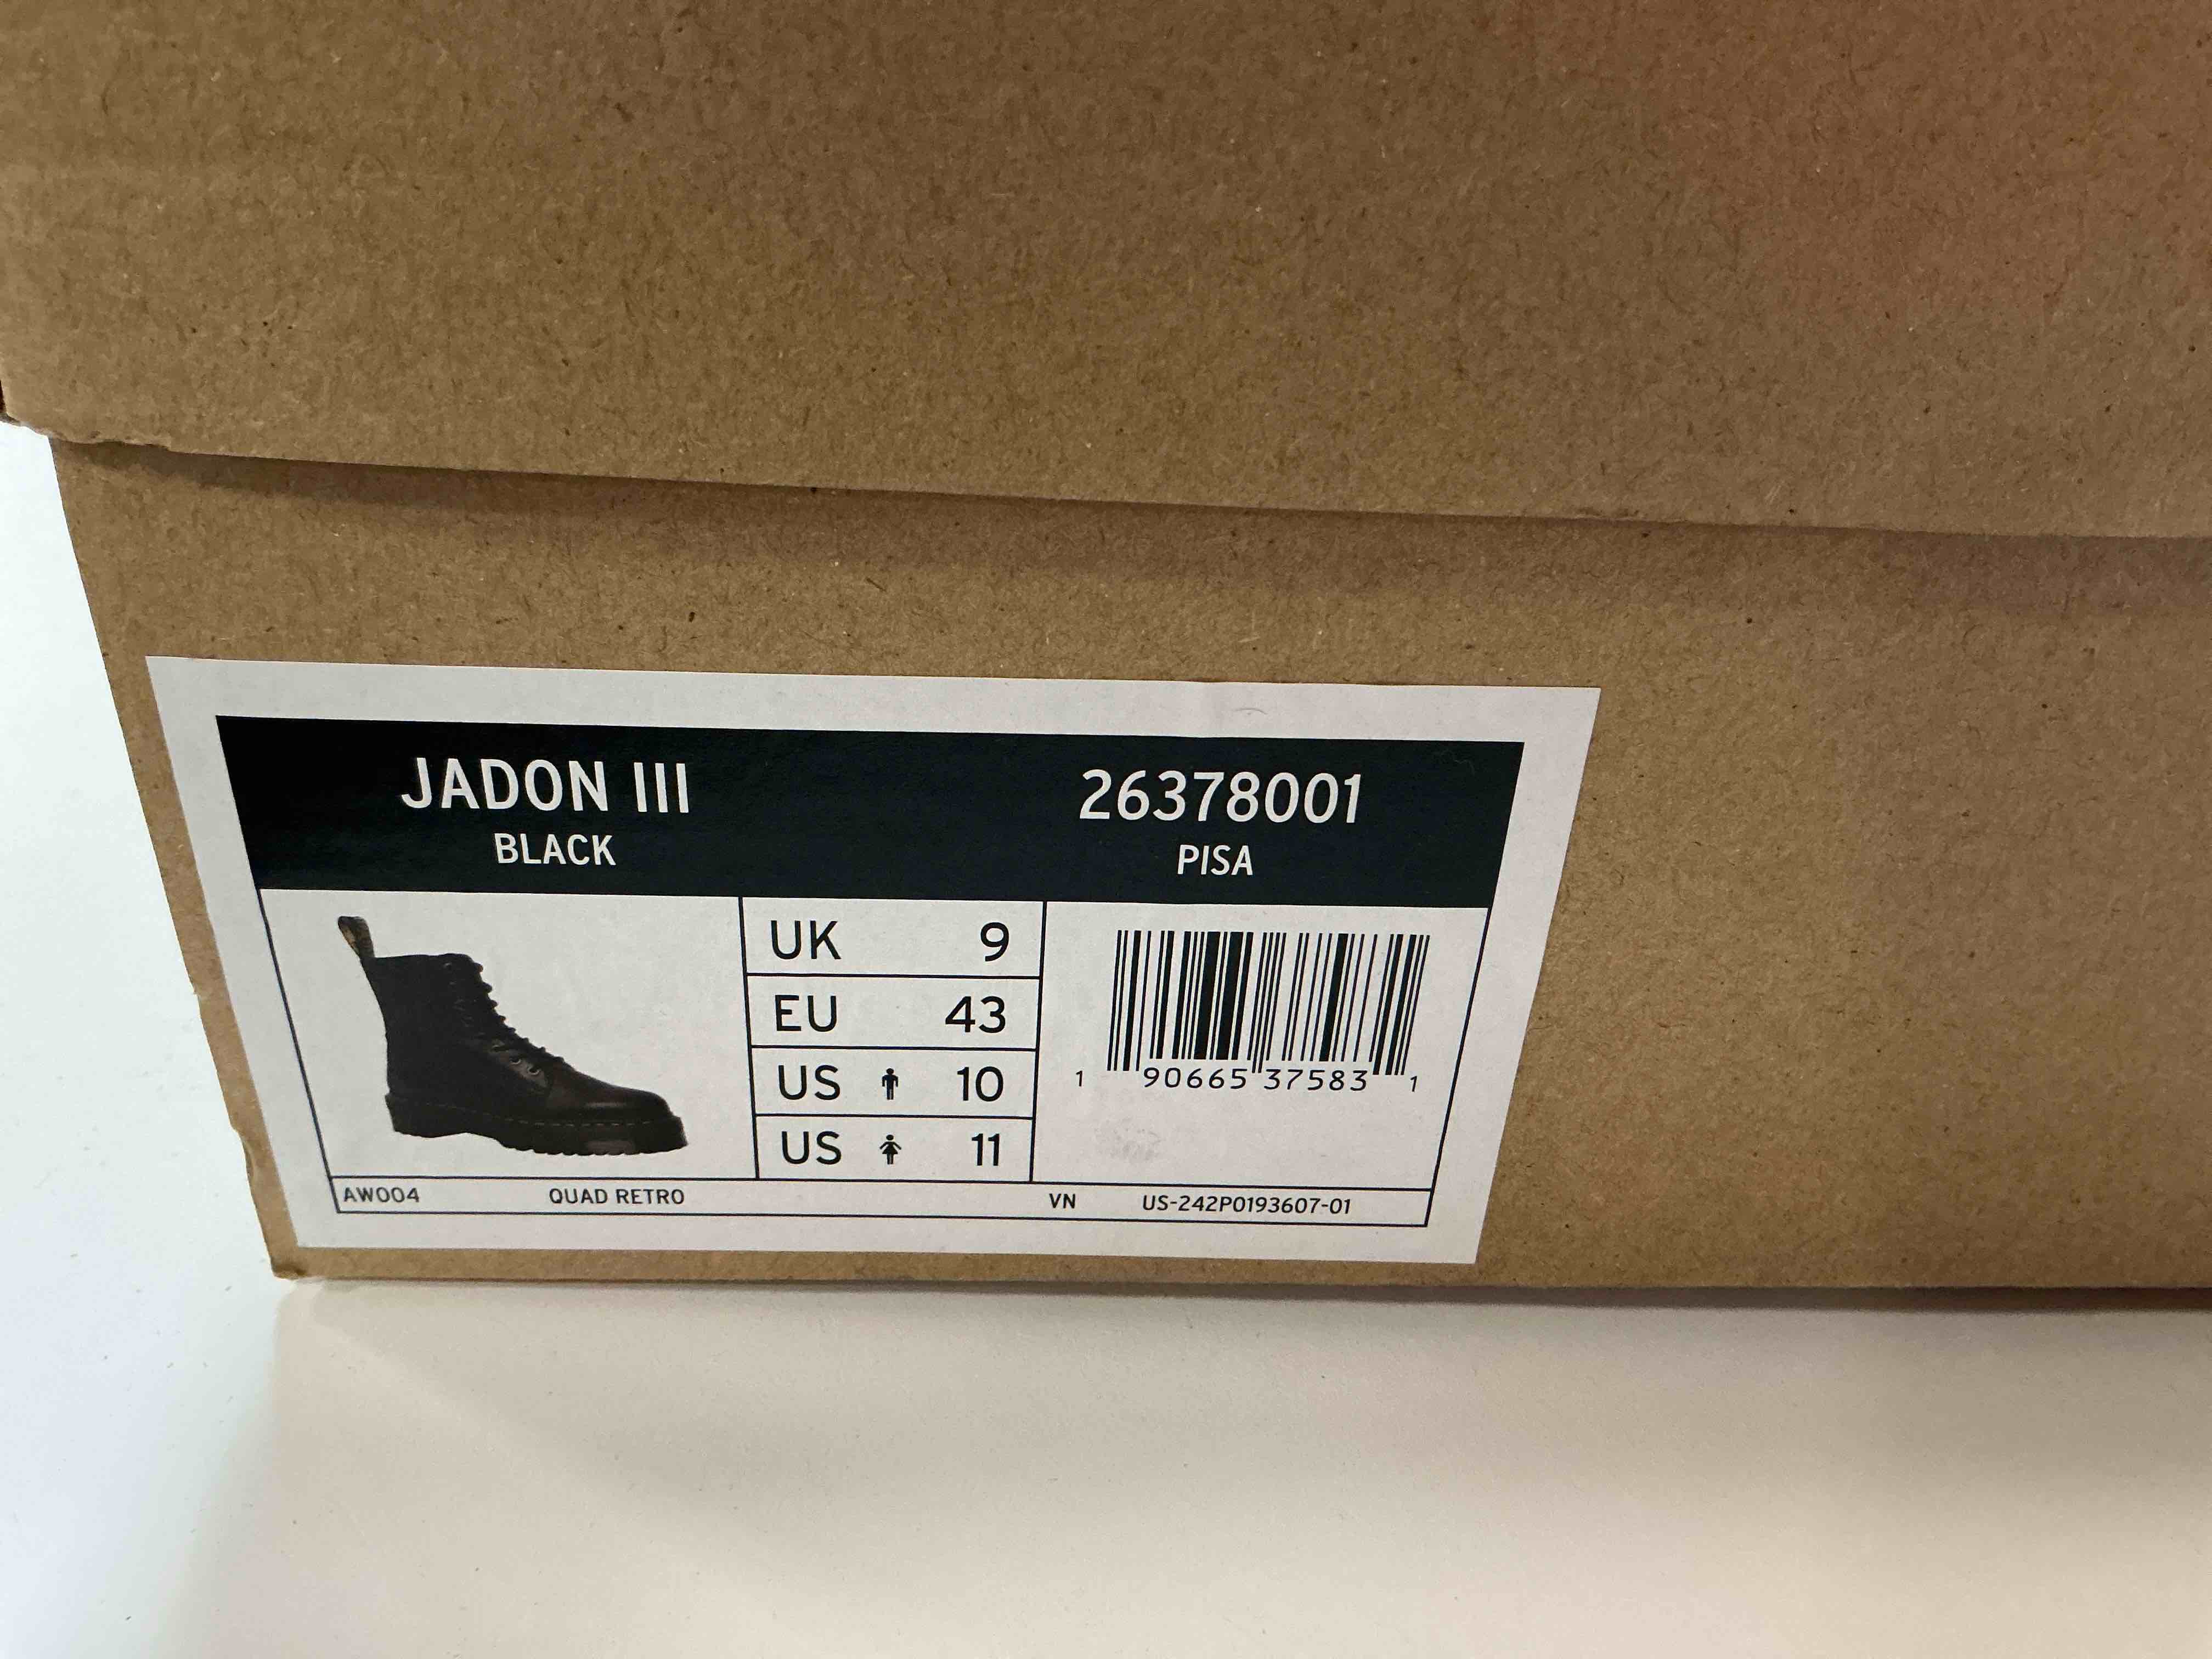 JADON III
BLACK
26378001
PISA
UK 9
EU 43
US 10
US 11
1 90665 37583 1
AW004 QUAD RETRO VN US-242P0193607-01